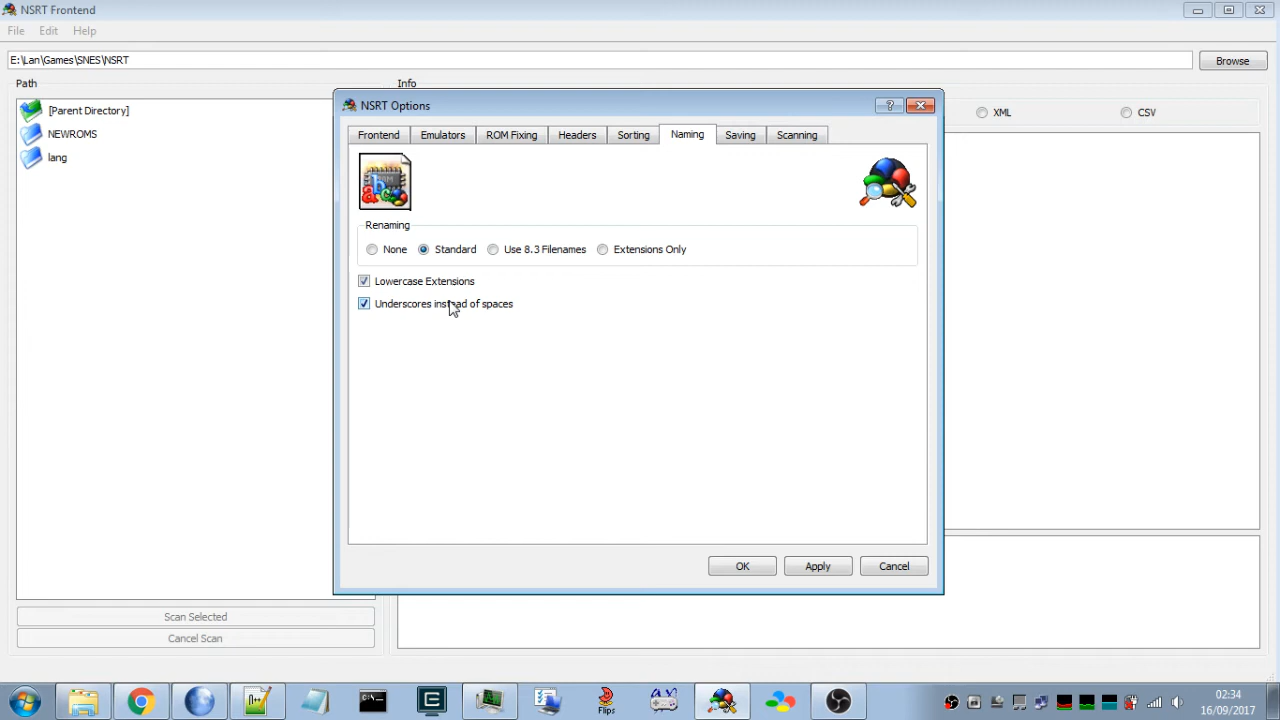 NSRT Frontend
File Edit Help
E:\Lan\Games\SNES\NSRT
Browse
Path
Info
[Parent Directory]
NEWROMS
lang
XML
CSV
NSRT Options
Frontend Emulators ROM Fixing Headers Sorting Naming Saving Scanning
Renaming
None Standard Use 8.3 Filenames Extensions Only
Lowercase Extensions
Underscores instead of spaces
OK Apply Cancel
Scan Selected
Cancel Scan
Flips
02:34
16/09/2017